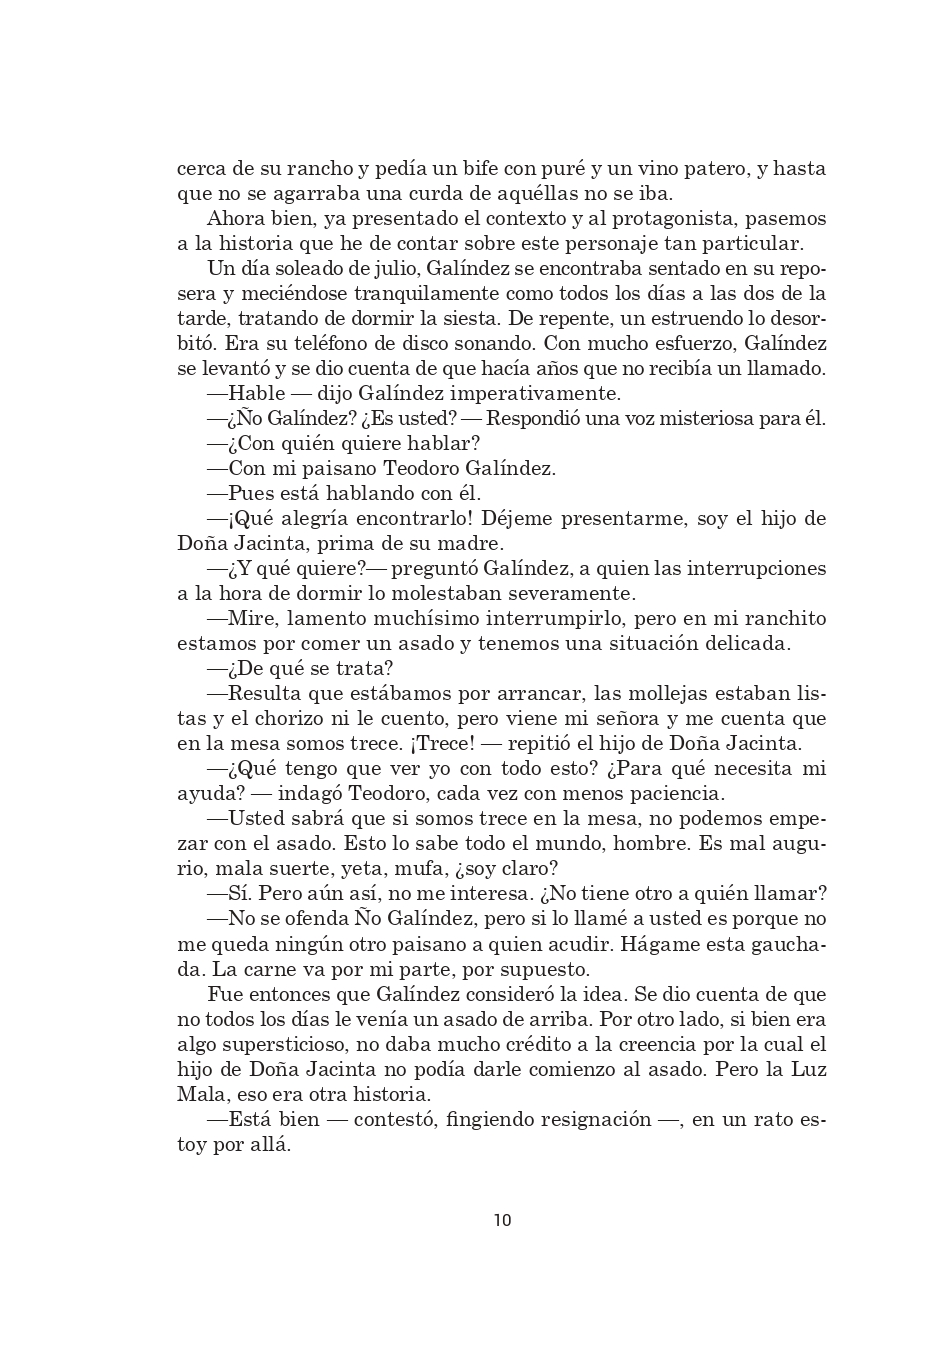 cerca de su rancho y pedía un bife con puré y un vino patero, y hasta
que no se agarraba una curda de aquéllas no se iba.
Ahora bien, ya presentado el contexto y al protagonista, pasemos
a la historia que he de contar sobre este personaje tan particular.
Un día soleado de julio, Galíndez se encontraba sentado en su repo-
sera y meciéndose tranquilamente como todos los días a las dos de la
tarde, tratando de dormir la siesta. De repente, un estruendo lo desor-
bitó. Era su teléfono de disco sonando. Con mucho esfuerzo, Galíndez
se levantó y se dio cuenta de que hacía años que no recibía un llamado.
—Hable — dijo Galíndez imperativamente.
—¿Ño Galíndez? ¿Es usted? — Respondió una voz misteriosa para él.
—¿Con quién quiere hablar?
—Con mi paisano Teodoro Galíndez.
—Pues está hablando con él.
—¡Qué alegría encontrarlo! Déjeme presentarme, soy el hijo de
Doña Jacinta, prima de su madre.
—¿Y qué quiere?— preguntó Galíndez, a quien las interrupciones
a la hora de dormir lo molestaban severamente.
—Mire, lamento muchísimo interrumpirlo, pero en mi ranchito
estamos por comer un asado y tenemos una situación delicada.
—¿De qué se trata?
—Resulta que estábamos por arrancar, las mollejas estaban lis-
tas y el chorizo ni le cuento, pero viene mi señora y me cuenta que
en la mesa somos trece. ¡Trece! — repitió el hijo de Doña Jacinta.
—¿Qué tengo que ver yo con todo esto? ¿Para qué necesita mi
ayuda? — indagó Teodoro, cada vez con menos paciencia.
—Usted sabrá que si somos trece en la mesa, no podemos empe-
zar con el asado. Esto lo sabe todo el mundo, hombre. Es mal augu-
rio, mala suerte, yeta, mufa, ¿soy claro?
—Sí. Pero aún así, no me interesa. ¿No tiene otro a quién llamar?
—No se ofenda Ño Galíndez, pero si lo llamé a usted es porque no
me queda ningún otro paisano a quien acudir. Hágame esta gaucha-
da. La carne va por mi parte, por supuesto.
Fue entonces que Galíndez consideró la idea. Se dio cuenta de que
no todos los días le venía un asado de arriba. Por otro lado, si bien era
algo supersticioso, no daba mucho crédito a la creencia por la cual el
hijo de Doña Jacinta no podía darle comienzo al asado. Pero la Luz
Mala, eso era otra historia.
—Está bien — contestó, fingiendo resignación —, en un rato es-
toy por allá.
10